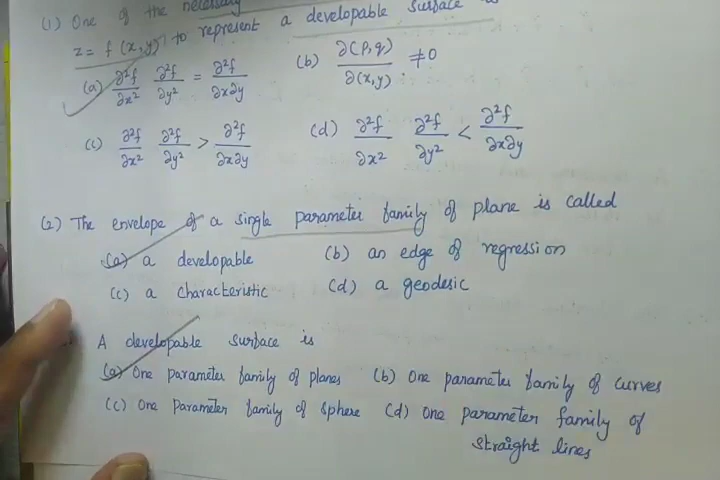 (1) One of the necessary a developable surface is
z = f(x,y) to represent
(a) ∂²f/∂x² ∂²f/∂y² = ∂²f/∂x∂y (b) ∂(p,q)/∂(x,y) ≠ 0
(c) ∂²f/∂x² ∂²f/∂y² > ∂²f/∂x∂y (d) ∂²f/∂x² ∂²f/∂y² < ∂²f/∂x∂y
(2) The envelope of a single parameter family of plane is called
(a) a developable (b) an edge of regression
(c) a characteristic (d) a geodesic
A developable surface is
(a) One parameter family of planes (b) One parameter family of curves
(c) One Parameter family of sphere (d) One parameter family of
straight lines